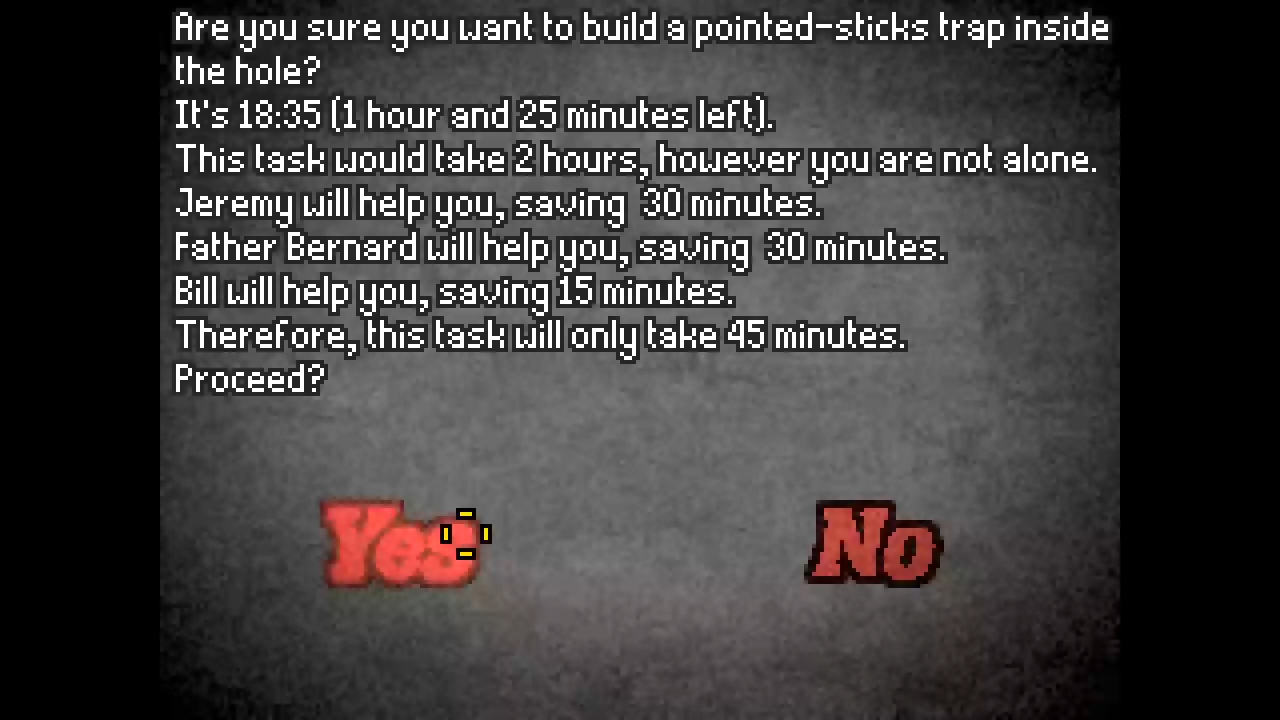 Are you sure you want to build a pointed-sticks trap inside
the hole?
It's 18:35 (1 hour and 25 minutes left).
This task would take 2 hours, however you are not alone.
Jeremy will help you, saving  30 minutes.
Father Bernard will help you, saving  30 minutes.
Bill will help you, saving 15 minutes.
Therefore, this task will only take 45 minutes.
Proceed?
Yes No